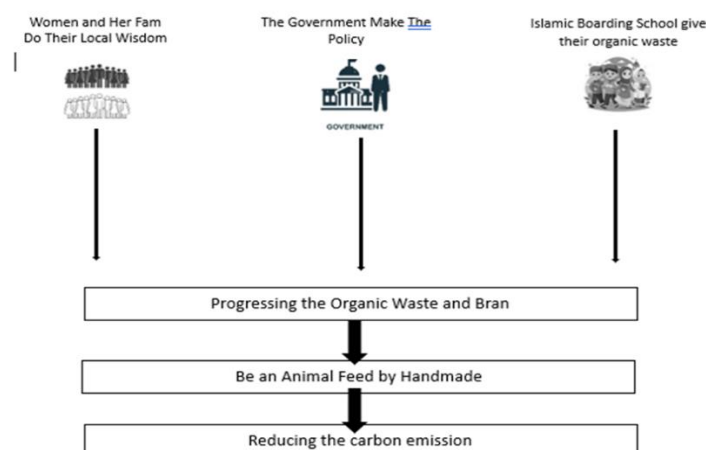 Women and Her Fam
Do Their Local Wisdom
The Government Make The
Policy
Islamic Boarding School give
their organic waste
GOVERNMENT
Progressing the Organic Waste and Bran
Be an Animal Feed by Handmade
Reducing the carbon emission